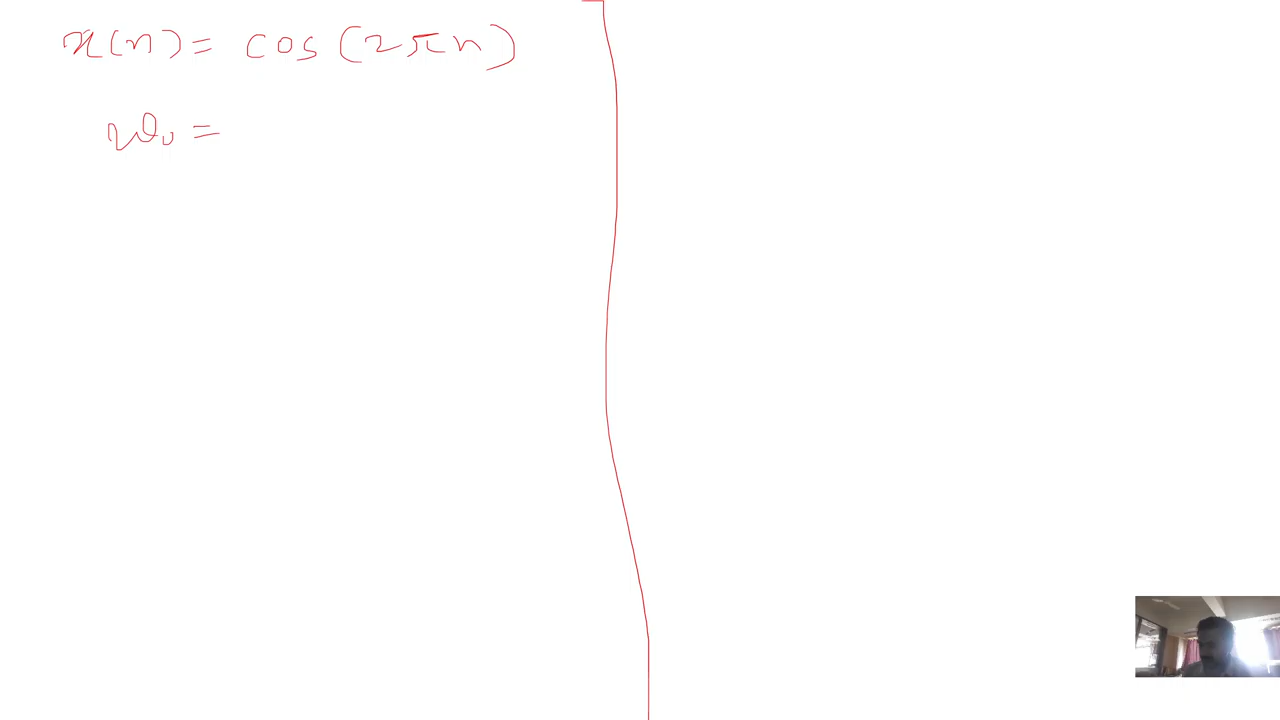 x(n) = cos(2πn)
ω₀ =